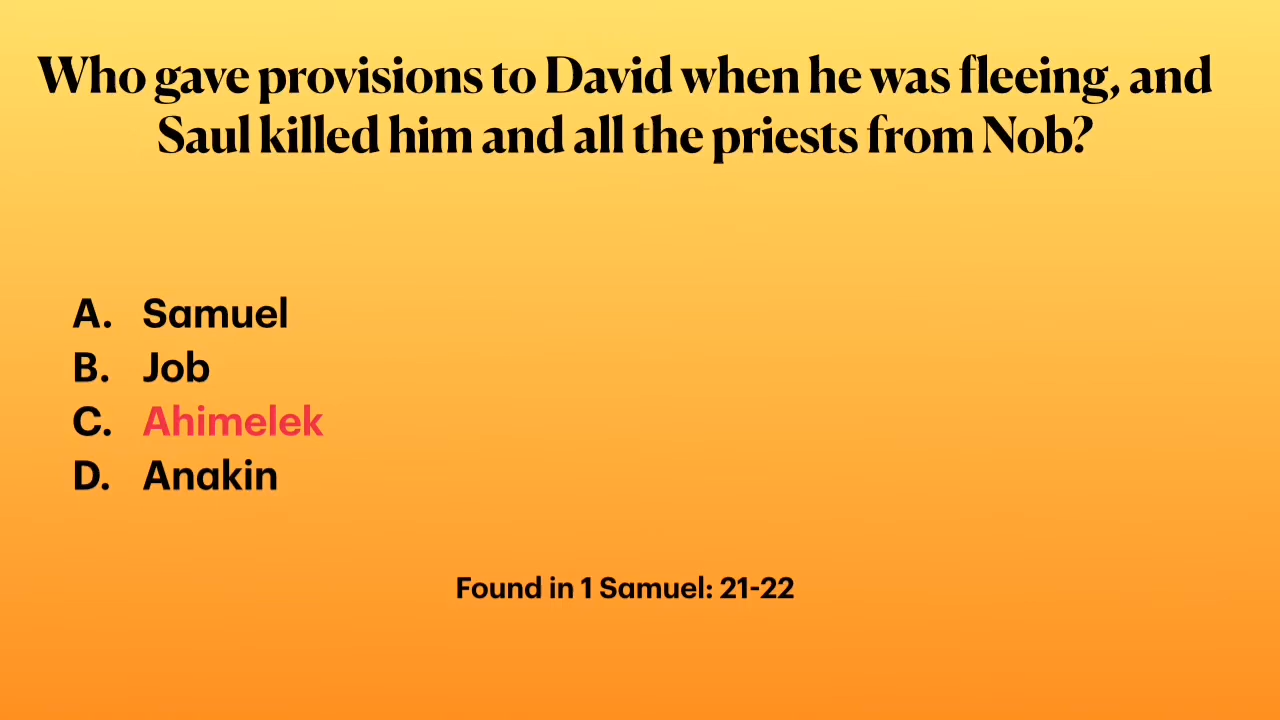 Who gave provisions to David when he was fleeing, and
Saul killed him and all the priests from Nob?
A. Samuel
B. Job
C. Ahimelek
D. Anakin
Found in 1 Samuel: 21-22